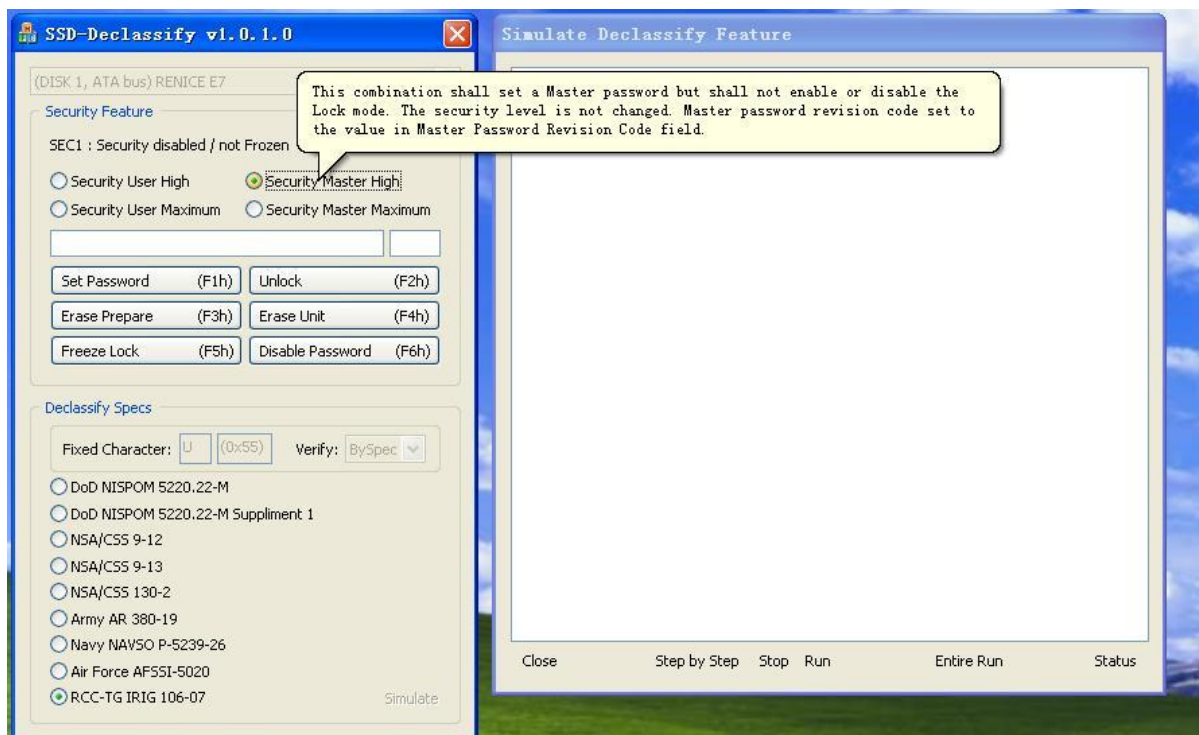 SSD-Declassify v1.0.1.0
(DISK 1, ATA bus) RENICE E7
Security Feature
SEC1 : Security disabled / not Frozen
This combination shall set a Master password but shall not enable or disable the
Lock mode. The security level is not changed. Master password revision code set to
the value in Master Password Revision Code field.
Security User High Security Master High
Security User Maximum Security Master Maximum
Set Password (F1h) Unlock (F2h)
Erase Prepare (F3h) Erase Unit (F4h)
Freeze Lock (F5h) Disable Password (F6h)
Declassify Specs
Fixed Character: U (0x55) Verify: BySpec
DoD NISPOM 5220.22-M
DoD NISPOM 5220.22-M Suppliment 1
NSA/CSS 9-12
NSA/CSS 9-13
NSA/CSS 130-2
Army AR 380-19
Navy NAVSO P-5239-26
Air Force AFSSI-5020
RCC-TG IRIG 106-07 Simulate
Simulate Declassify Feature
Close Step by Step Stop Run Entire Run Status